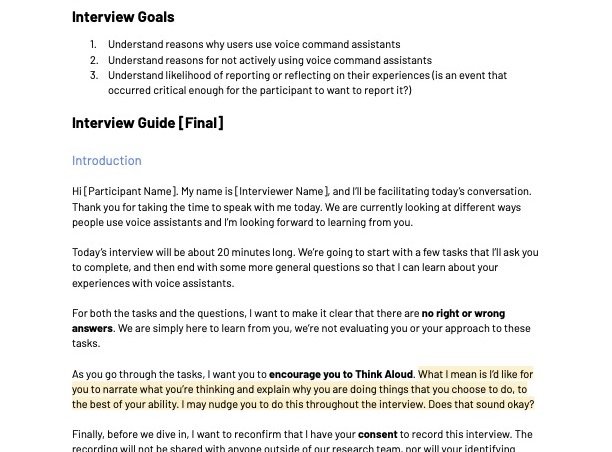 Interview Goals
1. Understand reasons why users use voice command assistants
2. Understand reasons for not actively using voice command assistants
3. Understand likelihood of reporting or reflecting on their experiences (is an event that
occurred critical enough for the participant to want to report it?)
Interview Guide [Final]
Introduction
Hi [Participant Name]. My name is [Interviewer Name], and I'll be facilitating today's conversation.
Thank you for taking the time to speak with me today. We are currently looking at different ways
people use voice assistants and I'm looking forward to learning from you.
Today's interview will be about 20 minutes long. We're going to start with a few tasks that I'll ask you
to complete, and then end with some more general questions so that I can learn about your
experiences with voice assistants.
For both the tasks and the questions, I want to make it clear that there are no right or wrong
answers. We are simply here to learn from you, we're not evaluating you or your approach to these
tasks.
As you go through the tasks, I want you to encourage you to Think Aloud. What I mean is I'd like for
you to narrate what you're thinking and explain why you are doing things that you choose to do, to
the best of your ability. I may nudge you to do this throughout the interview. Does that sound okay?
Finally, before we dive in, I want to reconfirm that I have your consent to record this interview. The
recording will not be shared with anyone outside of our research team, nor will your identifying